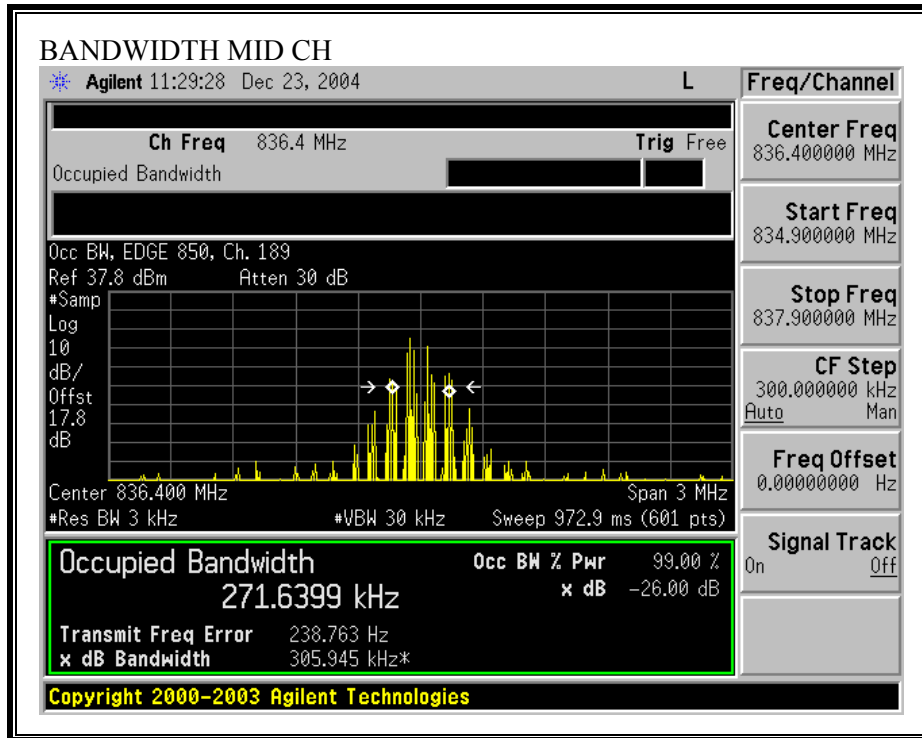 BANDWIDTH MID CH
Agilent 11:29:28 Dec 23, 2004 L
Freq/Channel
Ch Freq 836.4 MHz Trig Free
Occupied Bandwidth
Center Freq
836.400000 MHz
Start Freq
834.900000 MHz
Stop Freq
837.900000 MHz
CF Step
300.000000 kHz
Auto Man
Freq Offset
0.00000000 Hz
Signal Track
On Off
Occ BW, EDGE 850, Ch. 189
Ref 37.8 dBm Atten 30 dB
#Samp
Log
10
dB/
Offst
17.8
dB
Center 836.400 MHz Span 3 MHz
#Res BW 3 kHz #VBW 30 kHz Sweep 972.9 ms (601 pts)
Occupied Bandwidth Occ BW % Pwr 99.00 %
271.6399 kHz x dB -26.00 dB
Transmit Freq Error 238.763 Hz
x dB Bandwidth 305.945 kHz*
Copyright 2000-2003 Agilent Technologies